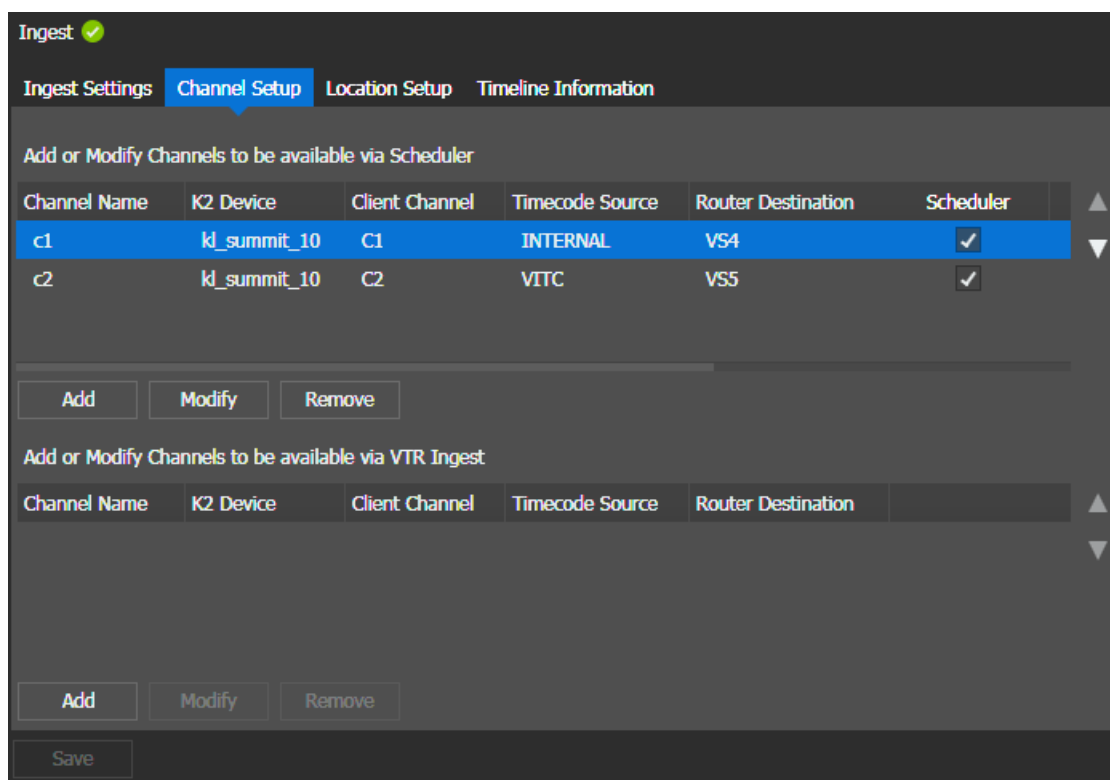 Ingest
Ingest Settings Channel Setup Location Setup Timeline Information
Add or Modify Channels to be available via Scheduler
Channel Name K2 Device Client Channel Timecode Source Router Destination Scheduler
c1 kl_summit_10 C1 INTERNAL VS4
c2 kl_summit_10 C2 VITC VS5
Add Modify Remove
Add or Modify Channels to be available via VTR Ingest
Channel Name K2 Device Client Channel Timecode Source Router Destination
Add Modify Remove
Save